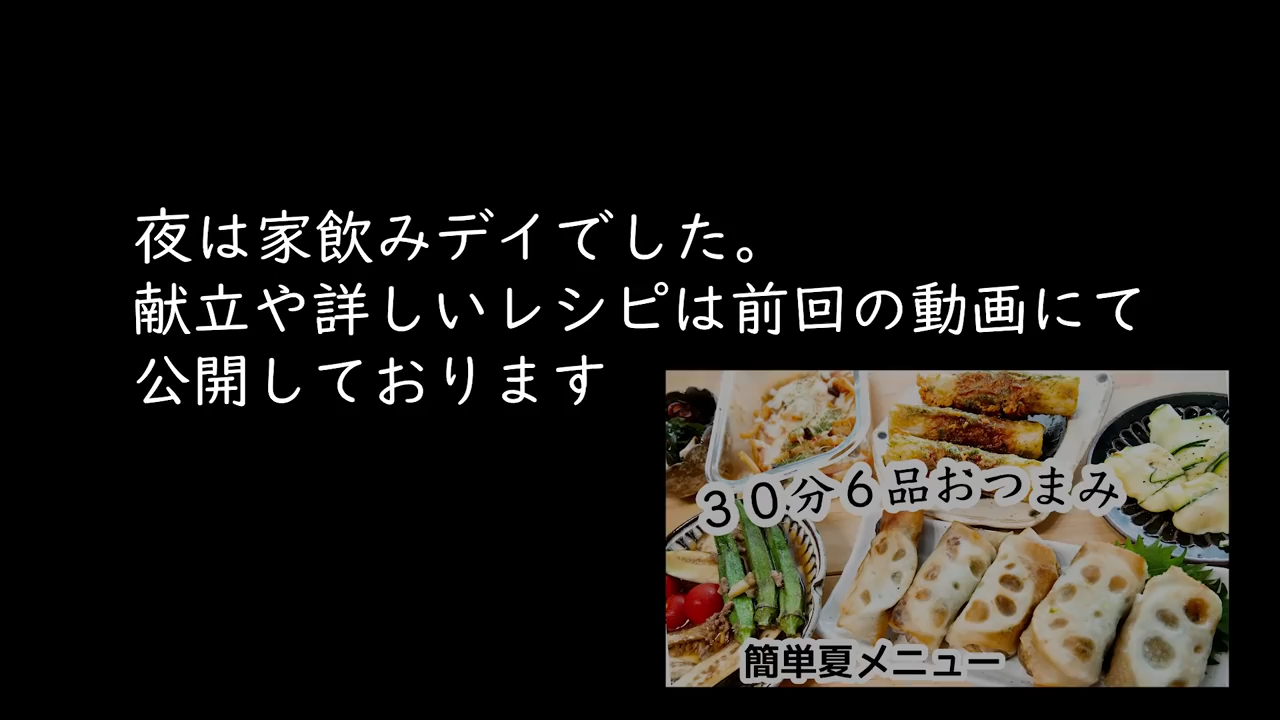 夜は家飲みデイでした。
献立や詳しいレシピは前回の動画にて
公開しております
３０分６品おつまみ
簡単夏メニュー